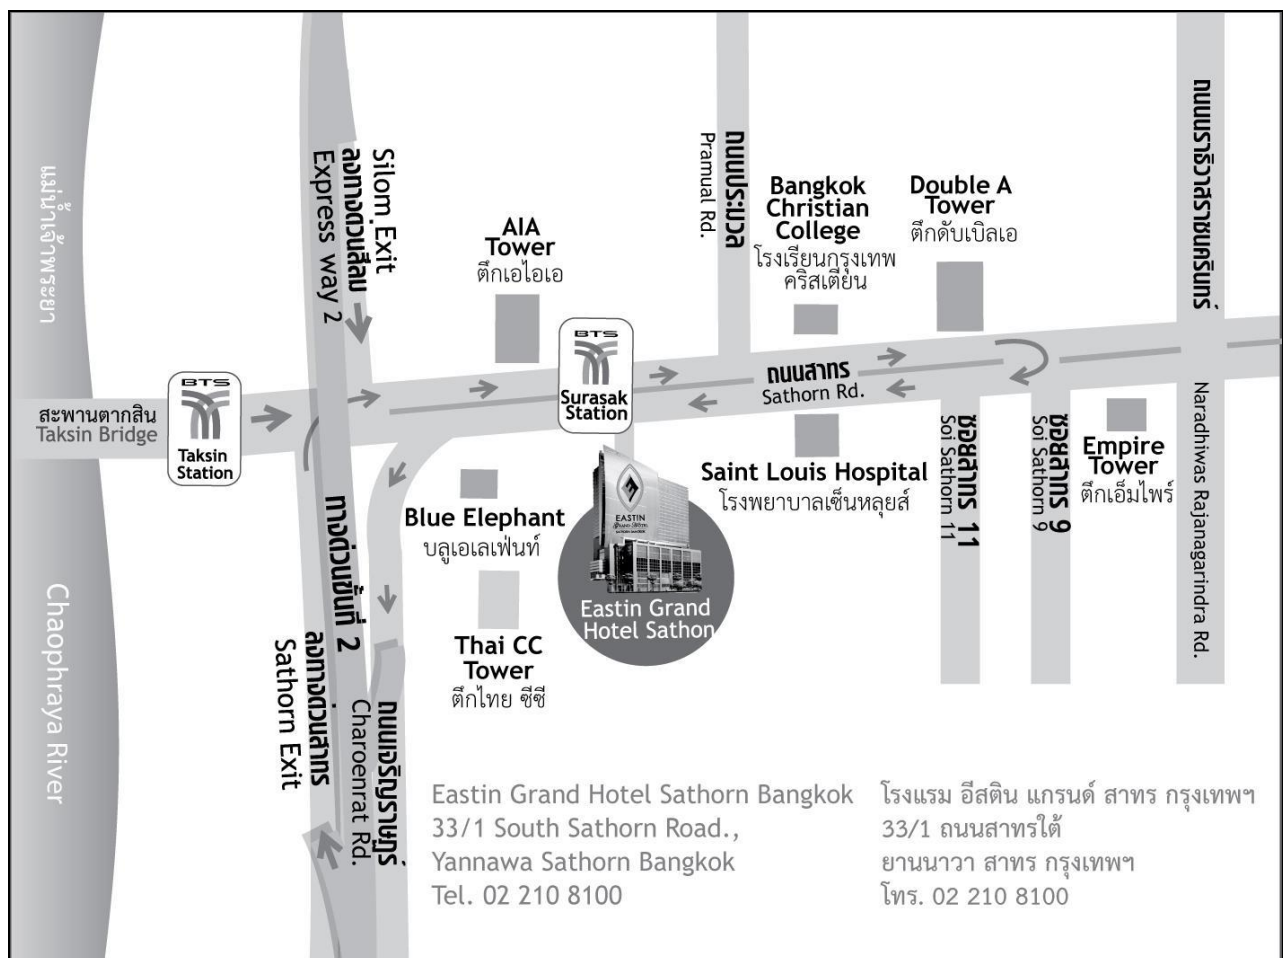 แม่น้ำเจ้าพระยา
Chaophraya River
สะพานตากสิน
Taksin Bridge
BTS
Taksin
Station
Silom Exit
ลงทางด่วนสีลม
Express way 2
ทางด่วนขั้นที่ 2
ลงทางด่วนสาทร
Sathorn Exit
ถนนเจริญราษฎร์
Charoenrat Rd.
AIA
Tower
ตึกเอไอเอ
BTS
Surasak
Station
ถนนประมวล
Pramual Rd.
Bangkok
Christian
College
โรงเรียนกรุงเทพ
คริสเตียน
Double A
Tower
ตึกดับเบิลเอ
ถนนนราธิวาสราชนครินทร์
Naradhiwas Rajanagarindra Rd.
ถนนสาทร
Sathorn Rd.
Blue Elephant
บลูเอเลเฟ่นท์
Thai CC
Tower
ตึกไทย ซีซี
EASTIN
Eastin Grand
Hotel Sathon
Saint Louis Hospital
โรงพยาบาลเซ็นหลุยส์
ซอยสาทร 11
Soi Sathorn 11
ซอยสาทร 9
Soi Sathorn 9
Empire
Tower
ตึกเอ็มไพร์
Eastin Grand Hotel Sathorn Bangkok
33/1 South Sathorn Road.,
Yannawa Sathorn Bangkok
Tel. 02 210 8100
โรงแรม อีสติน แกรนด์ สาทร กรุงเทพฯ
33/1 ถนนสาทรใต้
ยานนาวา สาทร กรุงเทพฯ
โทร. 02 210 8100